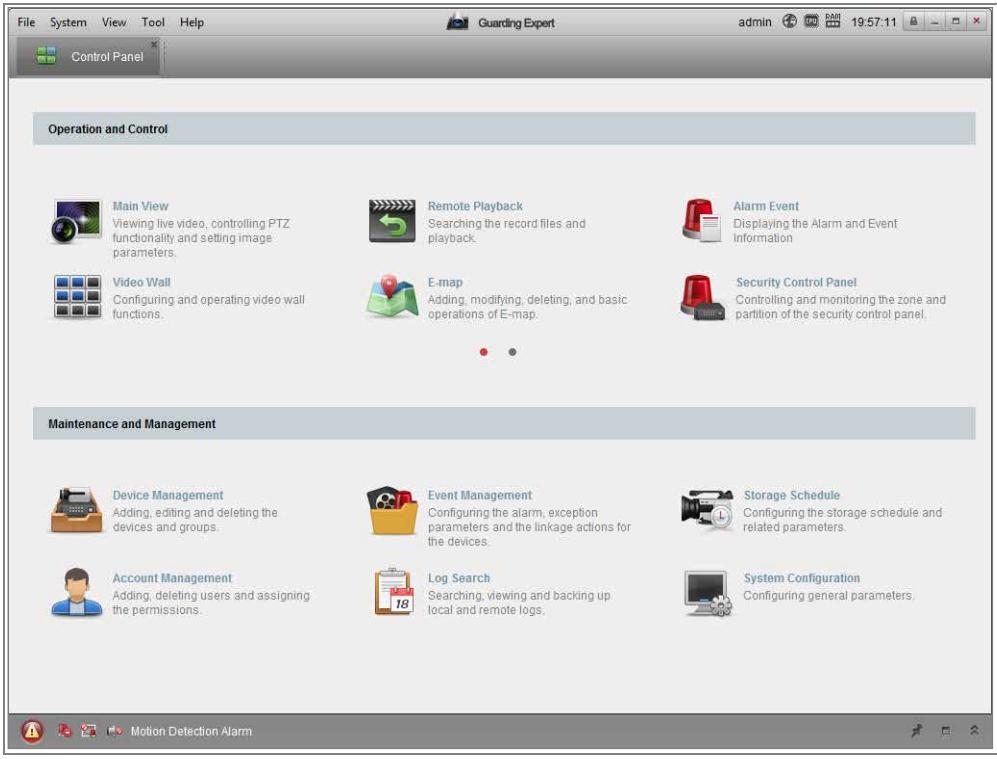 File System View Tool Help
Guarding Expert
admin
CPU
RAM
19:57:11
Control Panel
Operation and Control
Main View
Viewing live video, controlling PTZ
functionality and setting image
parameters.
Remote Playback
Searching the record files and
playback.
Alarm Event
Displaying the Alarm and Event
Information
Video Wall
Configuring and operating video wall
functions.
E-map
Adding, modifying, deleting, and basic
operations of E-map.
Security Control Panel
Controlling and monitoring the zone and
partition of the security control panel.
Maintenance and Management
Device Management
Adding, editing and deleting the
devices and groups.
Event Management
Configuring the alarm, exception
parameters and the linkage actions for
the devices.
Storage Schedule
Configuring the storage schedule and
related parameters.
Account Management
Adding, deleting users and assigning
the permissions.
18
Log Search
Searching, viewing and backing up
local and remote logs.
System Configuration
Configuring general parameters.
Motion Detection Alarm